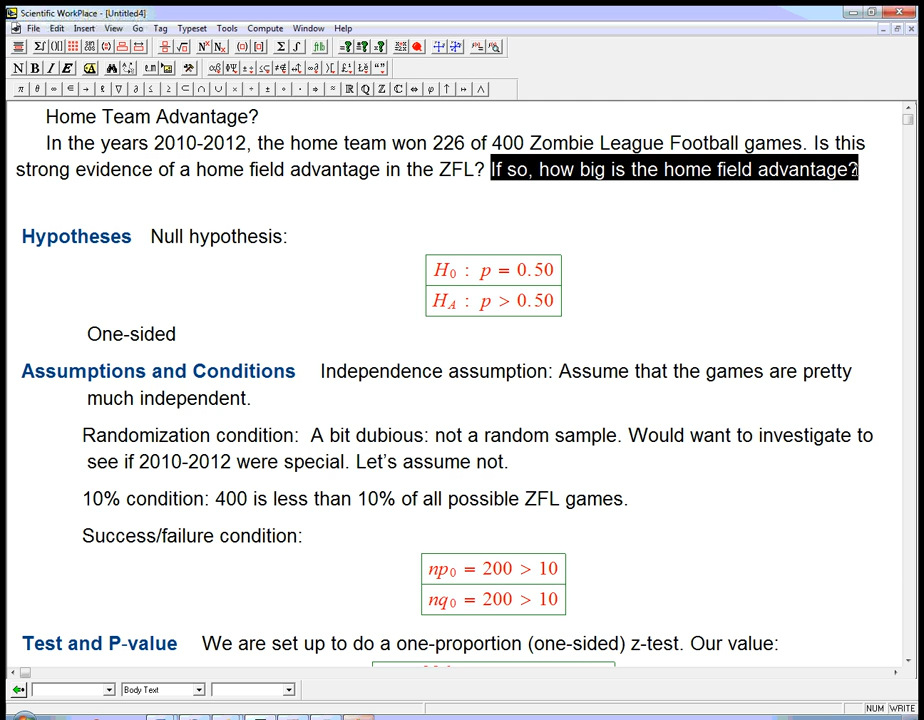 Scientific WorkPlace - [Untitled4]
File Edit Insert View Go Tag Typeset Tools Compute Window Help
Home Team Advantage?
In the years 2010-2012, the home team won 226 of 400 Zombie League Football games. Is this
strong evidence of a home field advantage in the ZFL? If so, how big is the home field advantage?
Hypotheses Null hypothesis:
H₀ : p = 0.50
H_A : p > 0.50
One-sided
Assumptions and Conditions Independence assumption: Assume that the games are pretty
much independent.
Randomization condition: A bit dubious: not a random sample. Would want to investigate to
see if 2010-2012 were special. Let's assume not.
10% condition: 400 is less than 10% of all possible ZFL games.
Success/failure condition:
np₀ = 200 > 10
nq₀ = 200 > 10
Test and P-value We are set up to do a one-proportion (one-sided) z-test. Our value:
Body Text
NUM WRITE